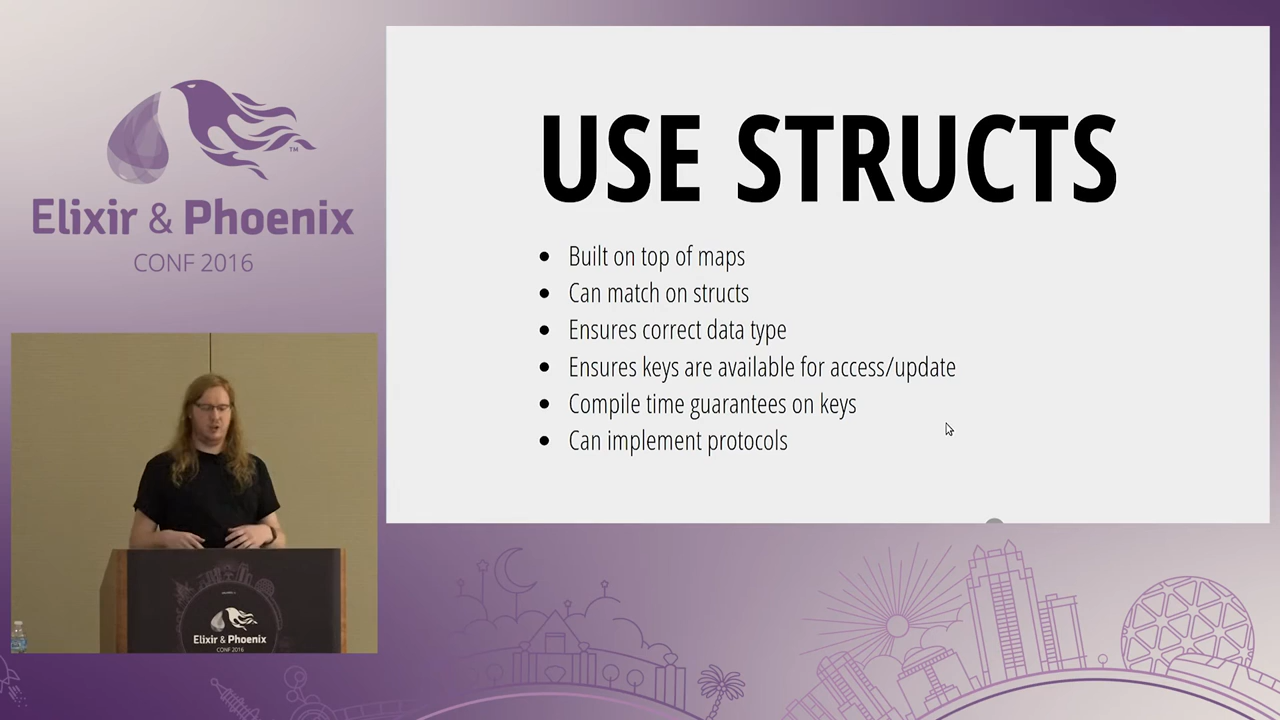 Elixir & Phoenix
CONF 2016
TM
USE STRUCTS
• Built on top of maps
• Can match on structs
• Ensures correct data type
• Ensures keys are available for access/update
• Compile time guarantees on keys
• Can implement protocols
Elixir & Phoenix
CONF 2016